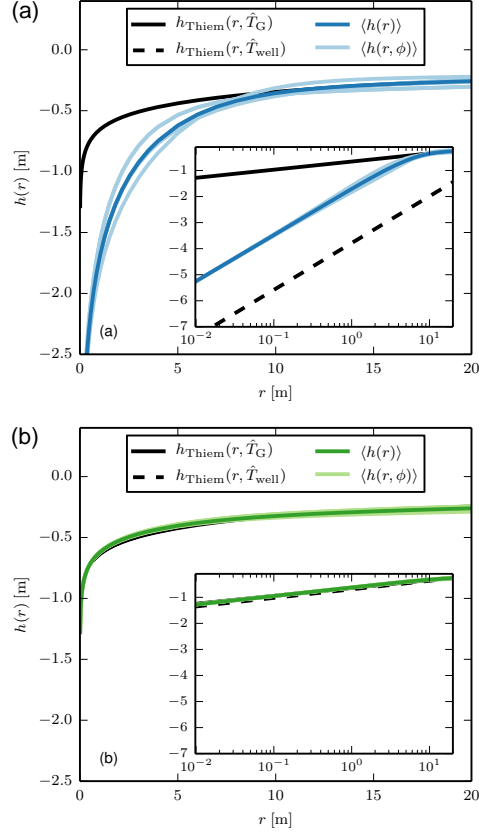 (a)
h_Thiem(r, T̂_G) ⟨h(r)⟩
h_Thiem(r, T̂_well) ⟨h(r, ϕ)⟩
0.0
−0.5
−1.0
−1.5
−2.0
−2.5
h(r) [m]
−1
−2
−3
−4
−5
−6
−7
10^−2 10^−1 10^0 10^1
(a)
0 5 10 15 20
r [m]
(b)
h_Thiem(r, T̂_G) ⟨h(r)⟩
h_Thiem(r, T̂_well) ⟨h(r, ϕ)⟩
0.0
−0.5
−1.0
−1.5
−2.0
−2.5
h(r) [m]
−1
−2
−3
−4
−5
−6
−7
10^−2 10^−1 10^0 10^1
(b)
0 5 10 15 20
r [m]